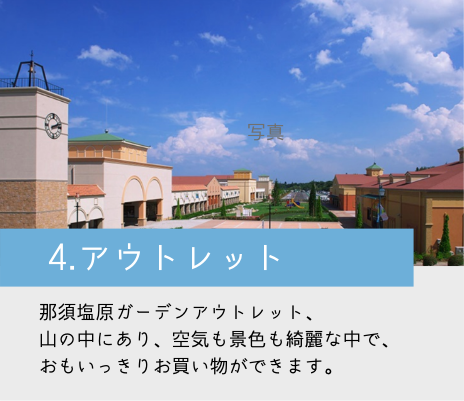 写真
4.アウトレット
那須塩原ガーデンアウトレット、
山の中にあり、空気も景色も綺麗な中で、
おもいっきりお買い物ができます。